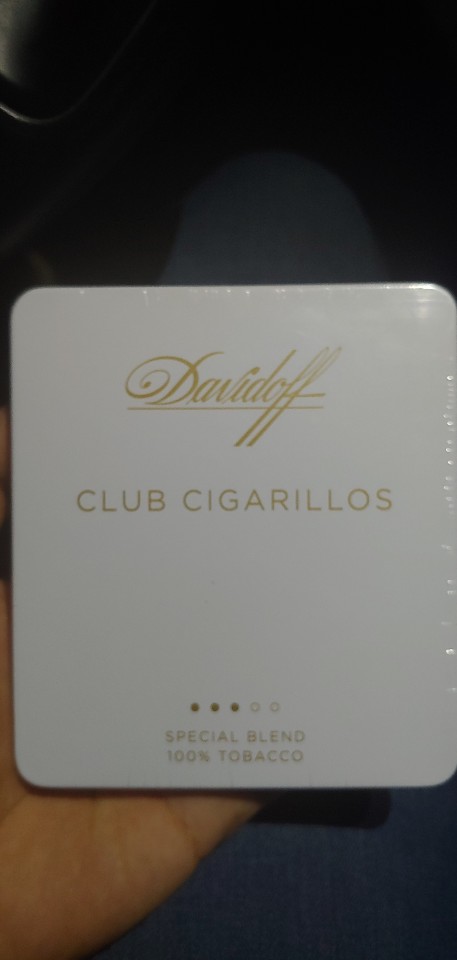 Davidoff
CLUB CIGARILLOS
SPECIAL BLEND
100% TOBACCO